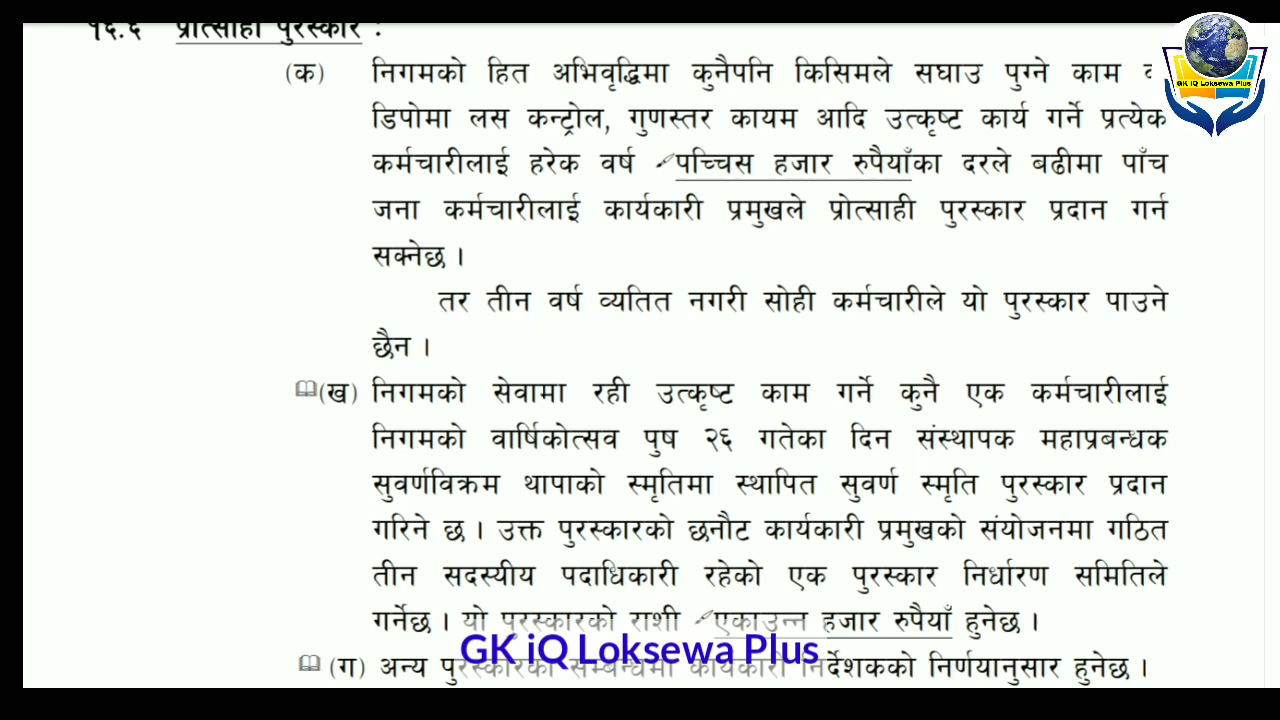 १६.६ प्रोत्साही पुरस्कार :
(क) निगमको हित अभिवृद्धिमा कुनैपनि किसिमले सघाउ पुग्ने काम
डिपोमा लस कन्ट्रोल, गुणस्तर कायम आदि उत्कृष्ट कार्य गर्ने प्रत्येक
कर्मचारीलाई हरेक वर्ष पच्चिस हजार रुपैयाँका दरले बढीमा पाँच
जना कर्मचारीलाई कार्यकारी प्रमुखले प्रोत्साही पुरस्कार प्रदान गर्न
सक्नेछ ।
तर तीन वर्ष व्यतित नगरी सोही कर्मचारीले यो पुरस्कार पाउने
छैन ।
(ख) निगमको सेवामा रही उत्कृष्ट काम गर्ने कुनै एक कर्मचारीलाई
निगमको वार्षिकोत्सव पुष २६ गतेका दिन संस्थापक महाप्रबन्धक
सुवर्णविक्रम थापाको स्मृतिमा स्थापित सुवर्ण स्मृति पुरस्कार प्रदान
गरिने छ । उक्त पुरस्कारको छनौट कार्यकारी प्रमुखको संयोजनमा गठित
तीन सदस्यीय पदाधिकारी रहेको एक पुरस्कार निर्धारण समितिले
गर्नेछ । यो पुरस्कारको राशी एकाउन्न हजार रुपैयाँ हुनेछ ।
(ग) अन्य पुरस्कारको सम्बन्धमा कार्यकारी निर्देशकको निर्णयानुसार हुनेछ ।
GK iQ Loksewa Plus
GK IQ Loksewa Plus